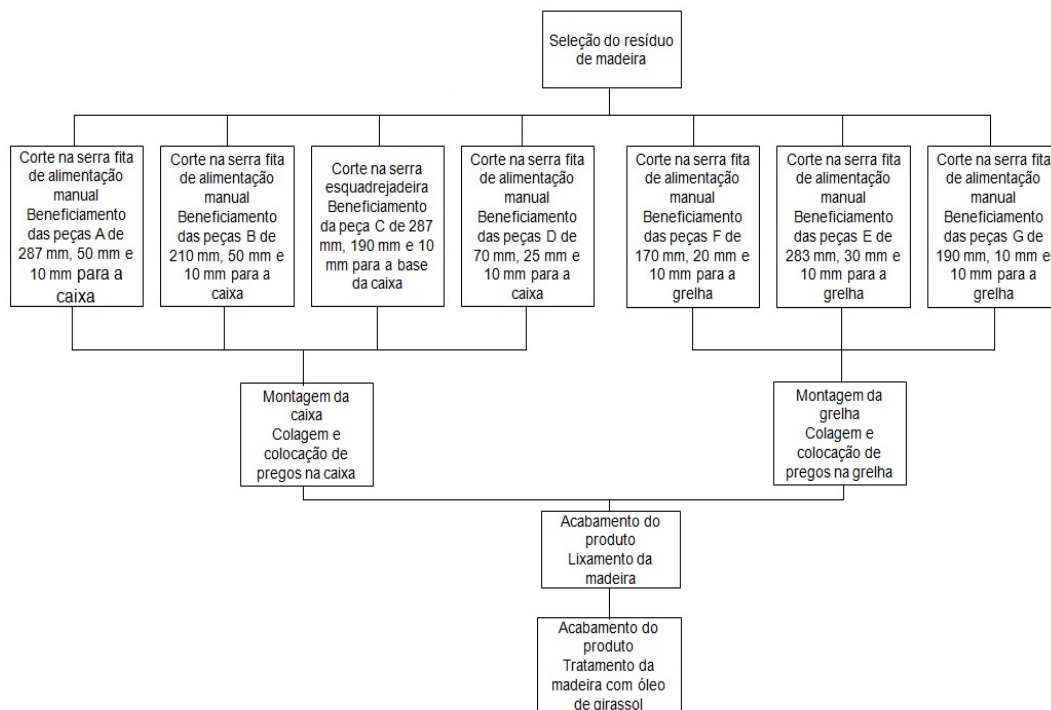 Seleção do resíduo
de madeira
Corte na serra fita
de alimentação
manual
Beneficiamento
das peças A de
287 mm, 50 mm e
10 mm para a
caixa
Corte na serra fita
de alimentação
manual
Beneficiamento
das peças B de
210 mm, 50 mm e
10 mm para a
caixa
Corte na serra
esquadrejadeira
Beneficiamento
da peça C de 287
mm, 190 mm e 10
mm para a base
da caixa
Corte na serra fita
de alimentação
manual
Beneficiamento
das peças D de
70 mm, 25 mm e
10 mm para a
caixa
Corte na serra fita
de alimentação
manual
Beneficiamento
das peças F de
170 mm, 20 mm e
10 mm para a
grelha
Corte na serra fita
de alimentação
manual
Beneficiamento
das peças E de
283 mm, 30 mm e
10 mm para a
grelha
Corte na serra fita
de alimentação
manual
Beneficiamento
das peças G de
190 mm, 10 mm e
10 mm para a
grelha
Montagem da
caixa
Colagem e
colocação de
pregos na caixa
Montagem da
grelha
Colagem e
colocação de
pregos na grelha
Acabamento do
produto
Lixamento da
madeira
Acabamento do
produto
Tratamento da
madeira com óleo
de girassol